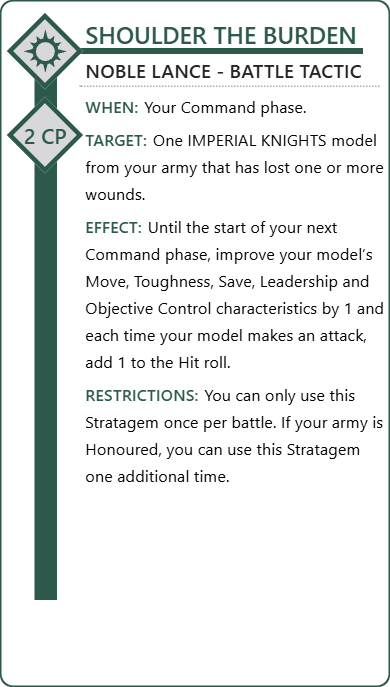 SHOULDER THE BURDEN
NOBLE LANCE - BATTLE TACTIC
WHEN: Your Command phase.
2 CP
TARGET: One IMPERIAL KNIGHTS model
from your army that has lost one or more
wounds.
EFFECT: Until the start of your next
Command phase, improve your model's
Move, Toughness, Save, Leadership and
Objective Control characteristics by 1 and
each time your model makes an attack,
add 1 to the Hit roll.
RESTRICTIONS: You can only use this
Stratagem once per battle. If your army is
Honoured, you can use this Stratagem
one additional time.